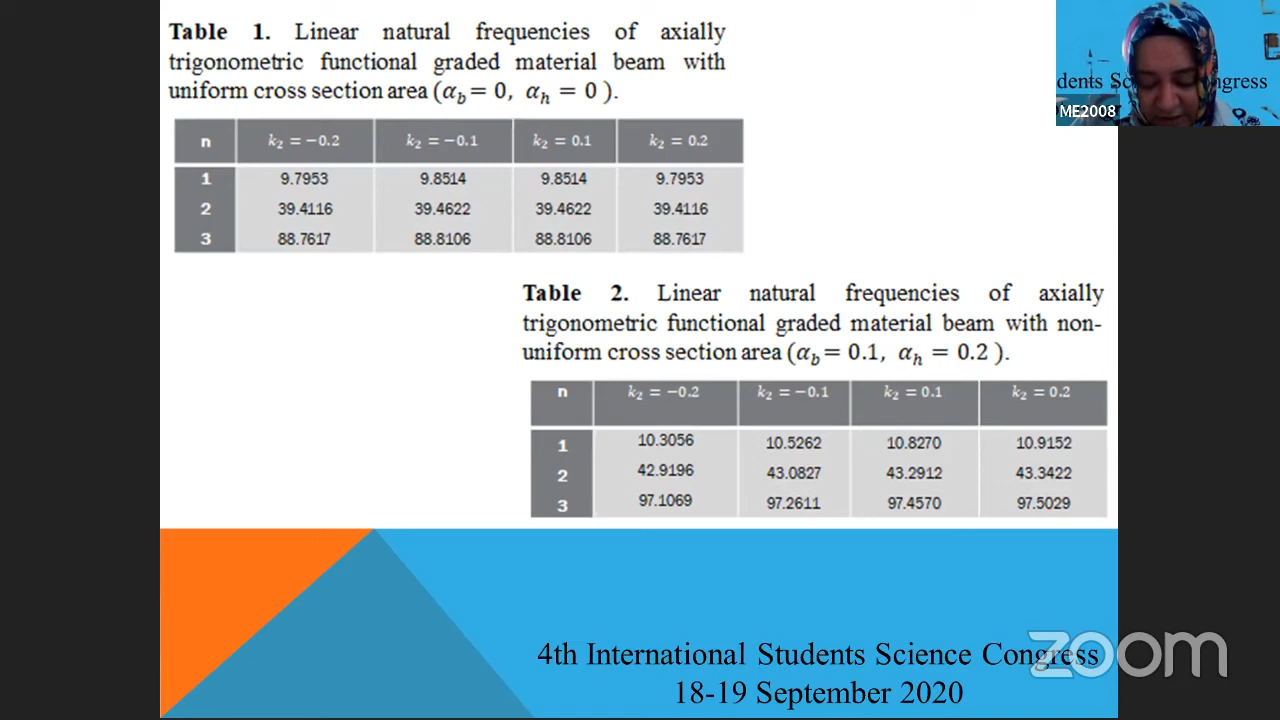 Table 1. Linear natural frequencies of axially
trigonometric functional graded material beam with
uniform cross section area (αb = 0, αh = 0 ).
n k₂ = −0.2 k₂ = −0.1 k₂ = 0.1 k₂ = 0.2
1 9.7953 9.8514 9.8514 9.7953
2 39.4116 39.4622 39.4622 39.4116
3 88.7617 88.8106 88.8106 88.7617
dents Sc ngress
ME2008
Table 2. Linear natural frequencies of axially
trigonometric functional graded material beam with non-
uniform cross section area (αb = 0.1, αh = 0.2 ).
n k₂ = −0.2 k₂ = −0.1 k₂ = 0.1 k₂ = 0.2
1 10.3056 10.5262 10.8270 10.9152
2 42.9196 43.0827 43.2912 43.3422
3 97.1069 97.2611 97.4570 97.5029
4th International Students Science Congress
18-19 September 2020
zoom